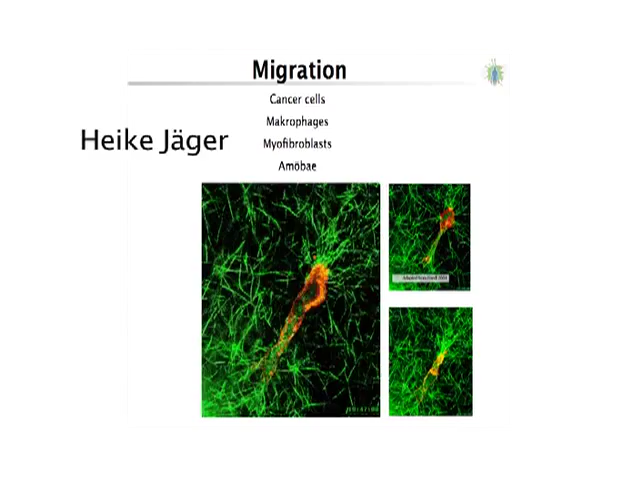 Migration
Cancer cells
Makrophages
Heike Jäger
Myofibroblasts
Amöbae